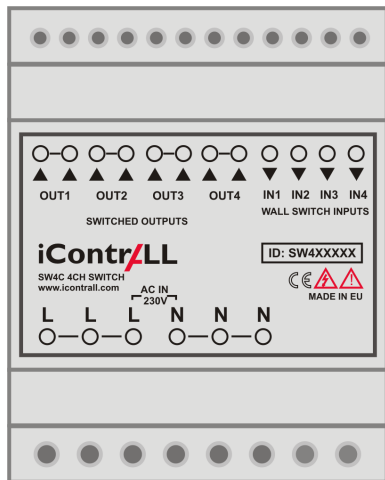 OUT1 OUT2 OUT3 OUT4 IN1 IN2 IN3 IN4
SWITCHED OUTPUTS
WALL SWITCH INPUTS
iContrALL
SW4C 4CH SWITCH
www.icontrall.com
ID: SW4XXXXX
CE
MADE IN EU
AC IN
230V
L L L N N N